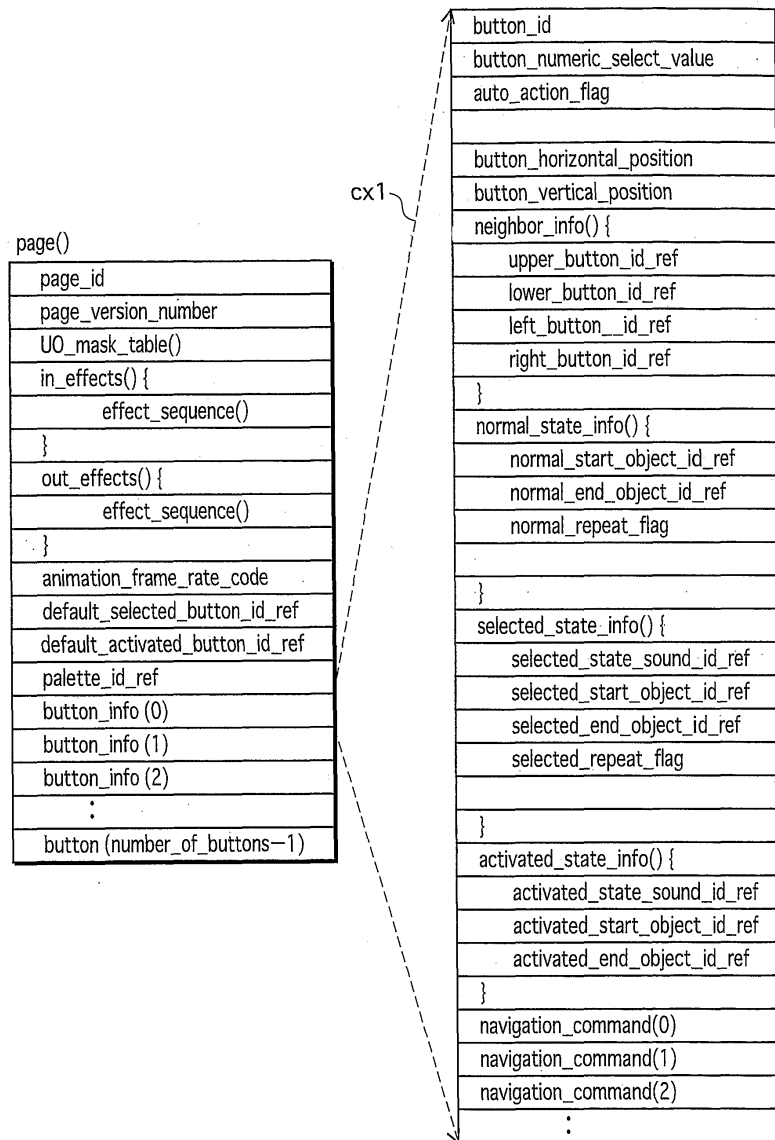 page()
page_id
page_version_number
UO_mask_table()
in_effects() {
effect_sequence()
}
out_effects() {
effect_sequence()
}
animation_frame_rate_code
default_selected_button_id_ref
default_activated_button_id_ref
palette_id_ref
button_info (0)
button_info (1)
button_info (2)
:
button (number_of_buttons−1)
cx1
button_id
button_numeric_select_value
auto_action_flag
button_horizontal_position
button_vertical_position
neighbor_info() {
upper_button_id_ref
lower_button_id_ref
left_button__id_ref
right_button_id_ref
}
normal_state_info() {
normal_start_object_id_ref
normal_end_object_id_ref
normal_repeat_flag
}
selected_state_info() {
selected_state_sound_id_ref
selected_start_object_id_ref
selected_end_object_id_ref
selected_repeat_flag
}
activated_state_info() {
activated_state_sound_id_ref
activated_start_object_id_ref
activated_end_object_id_ref
}
navigation_command(0)
navigation_command(1)
navigation_command(2)
: